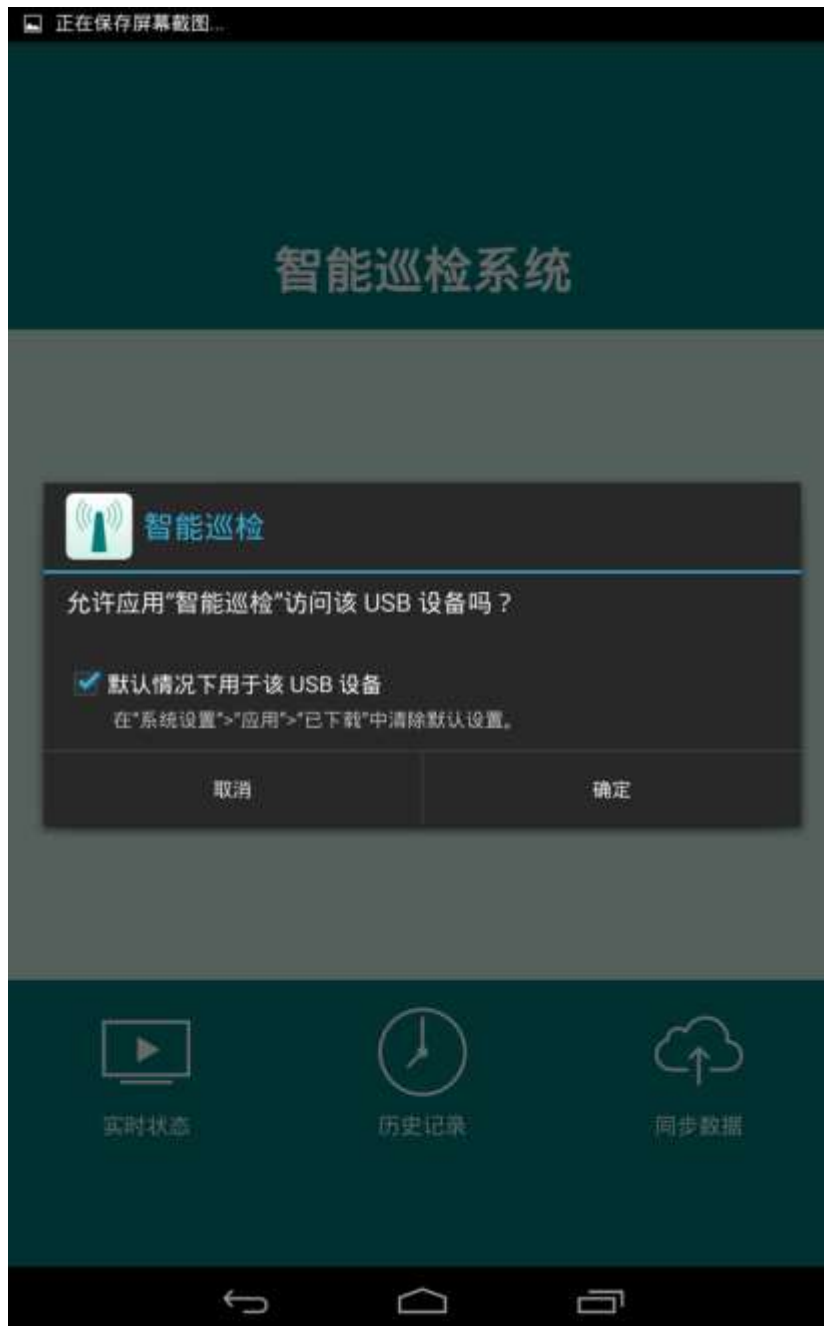 正在保存屏幕截图...
智能巡检系统
智能巡检
允许应用"智能巡检"访问该 USB 设备吗？
默认情况下用于该 USB 设备
在"系统设置">"应用">"已下载"中清除默认设置。
取消
确定
实时状态
历史记录
同步数据